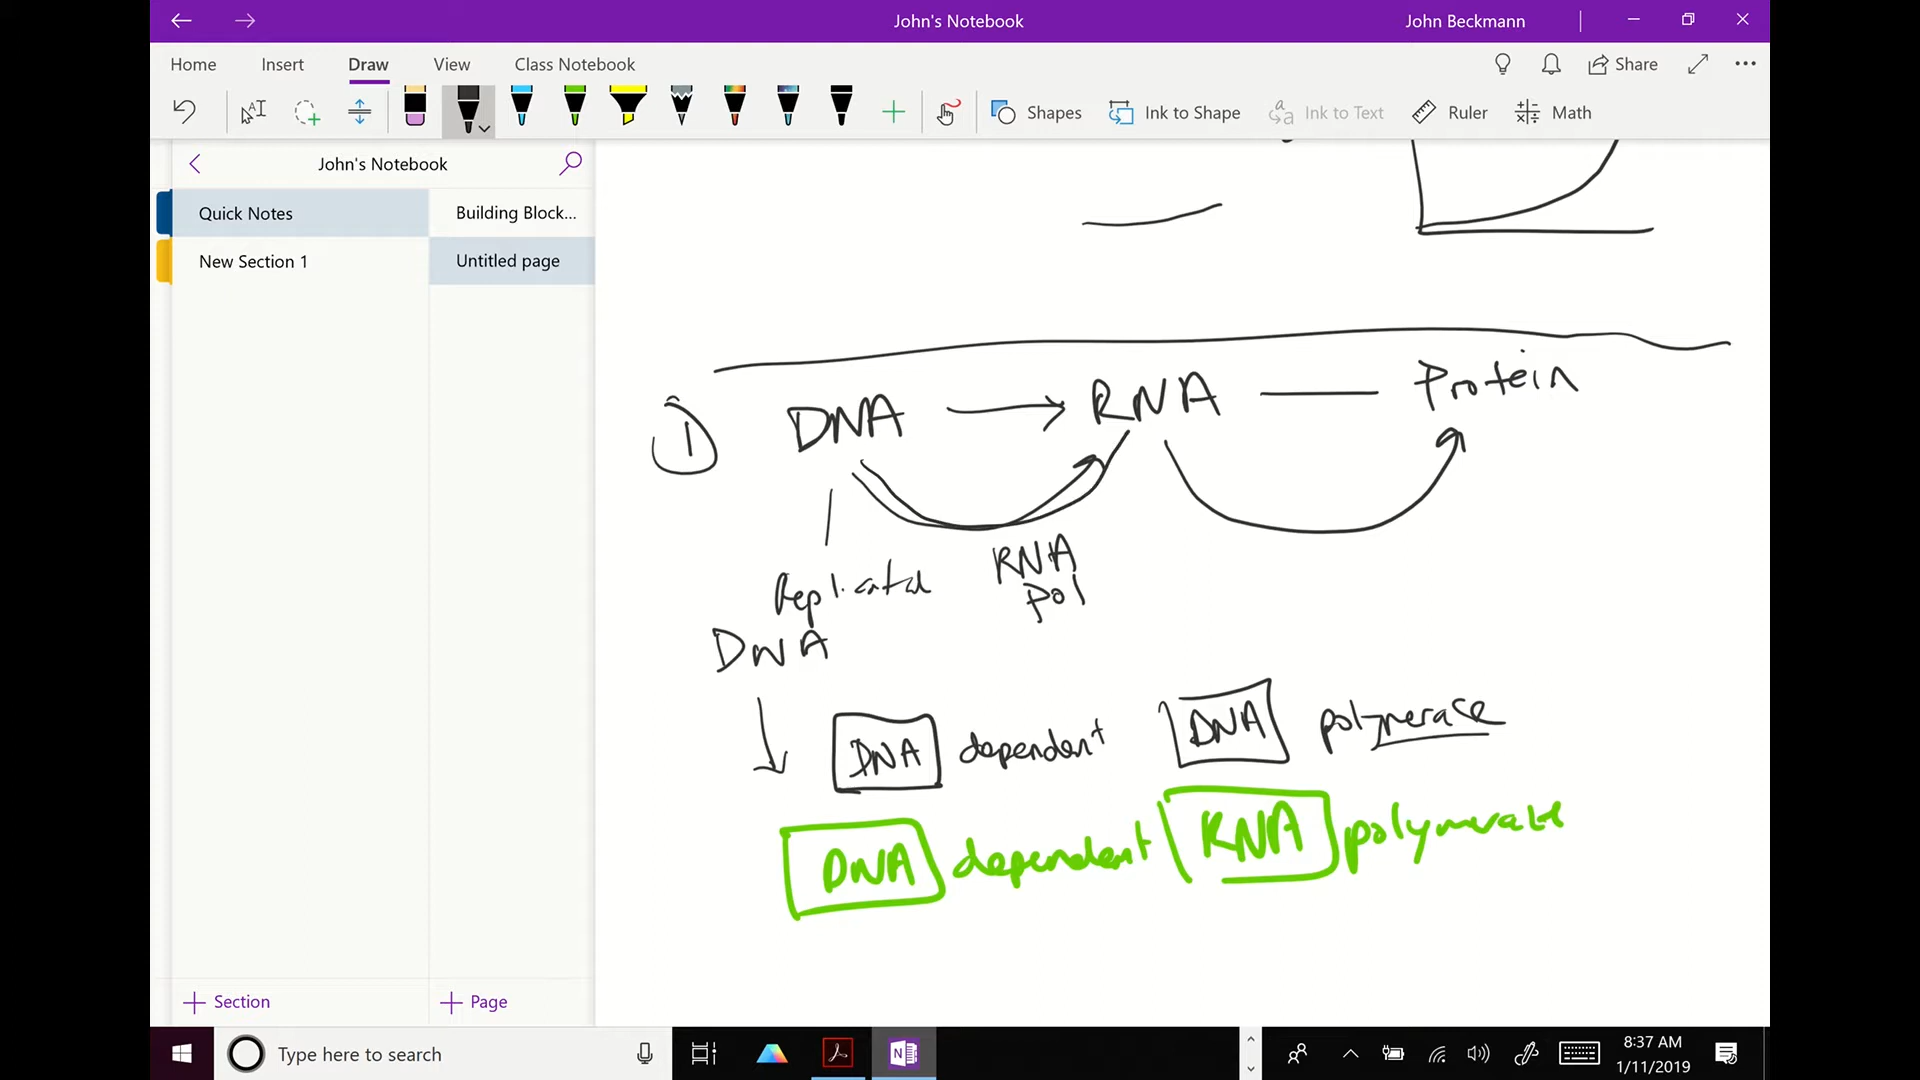 John's Notebook
John Beckmann
Home Insert Draw View Class Notebook
Share
Shapes Ink to Shape Ink to Text Ruler Math
John's Notebook
Quick Notes
Building Block...
New Section 1
Untitled page
① DNA → RNA — Protein
Replicated
RNA
pol
DNA
↓
DNA dependent DNA polymerase
DNA dependent RNA polymerase
+ Section
+ Page
Type here to search
8:37 AM
1/11/2019